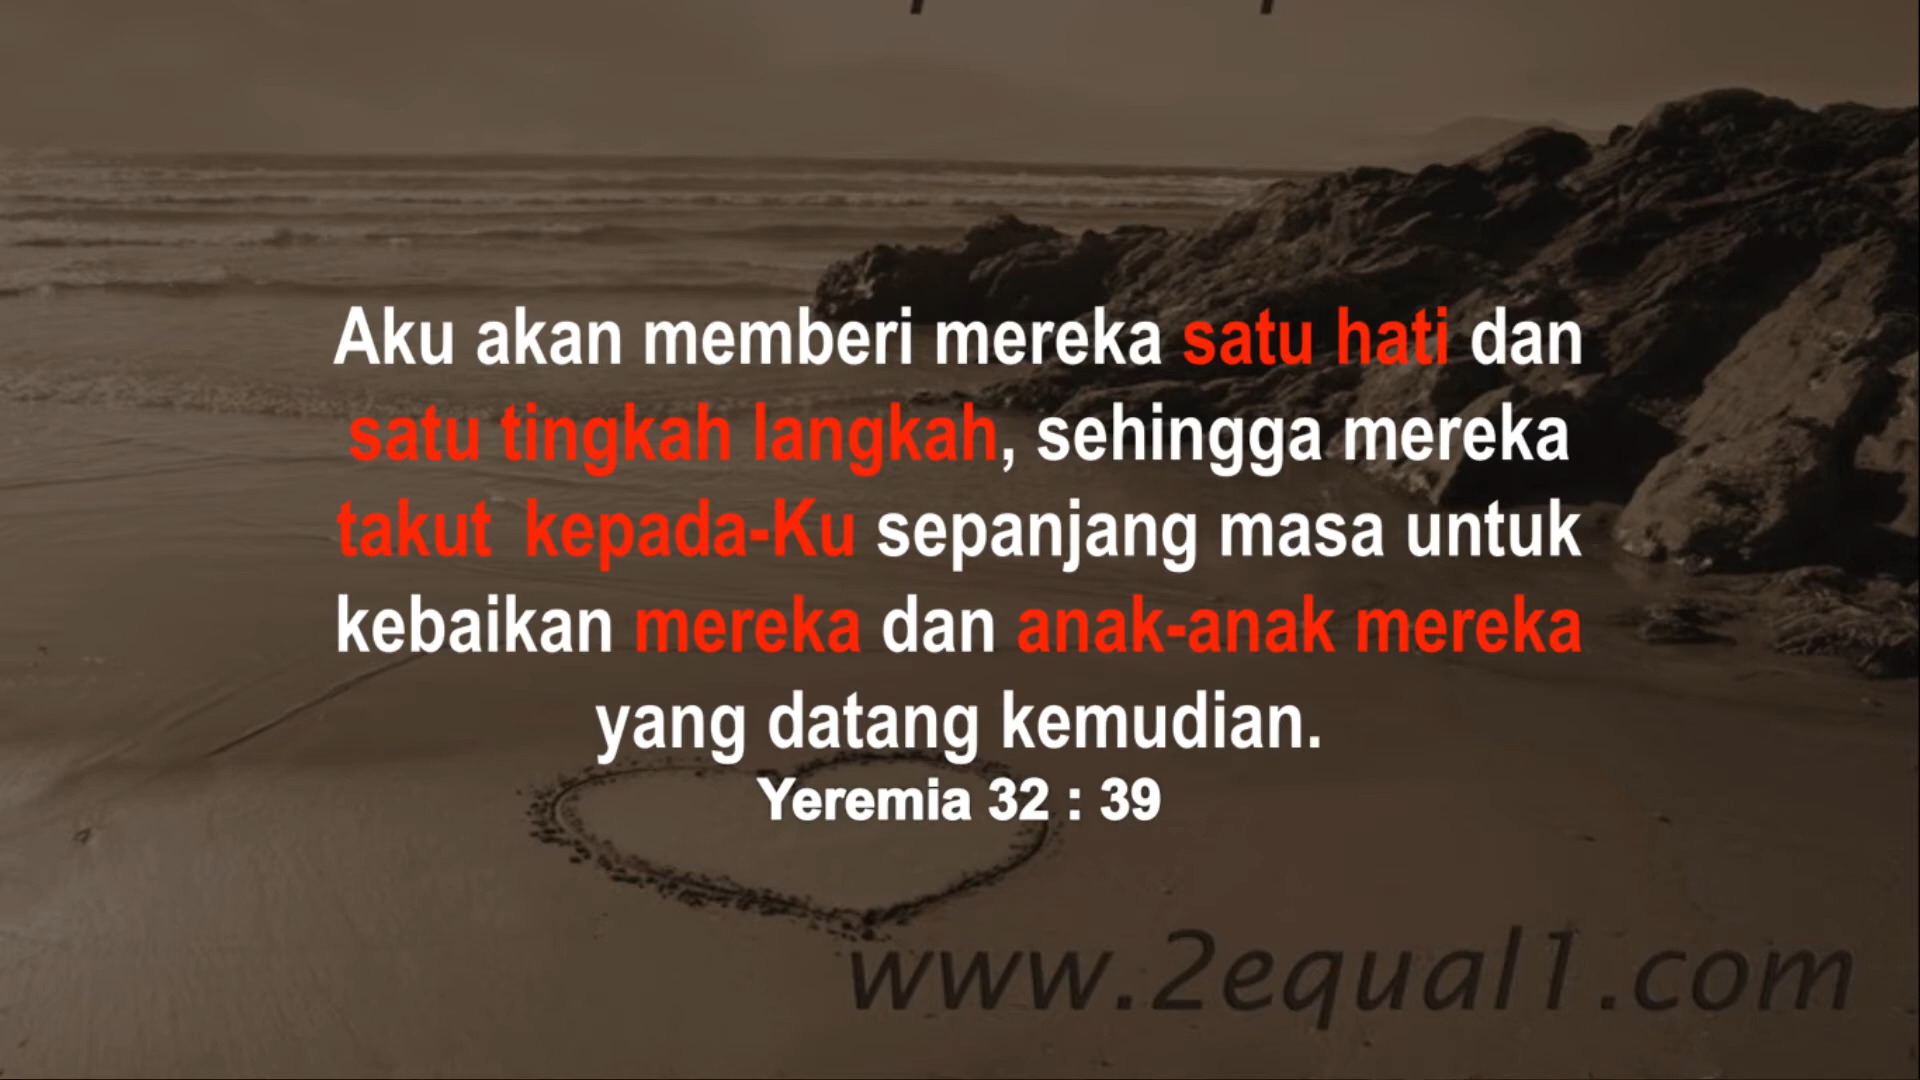 Aku akan memberi mereka satu hati dan
satu tingkah langkah, sehingga mereka
takut kepada-Ku sepanjang masa untuk
kebaikan mereka dan anak-anak mereka
yang datang kemudian.
Yeremia 32 : 39
www.2equal1.com